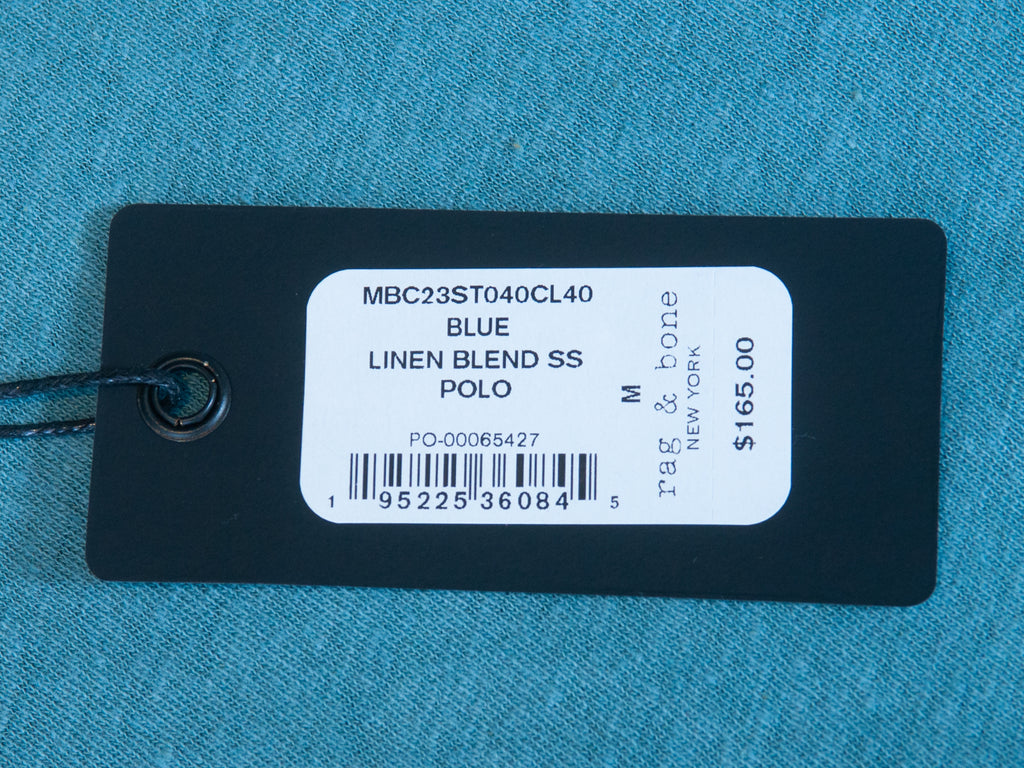 MBC23ST040CL40
BLUE
LINEN BLEND SS
POLO
PO-00065427
1 95225 36084 5
M
rag & bone
NEW YORK
$165.00